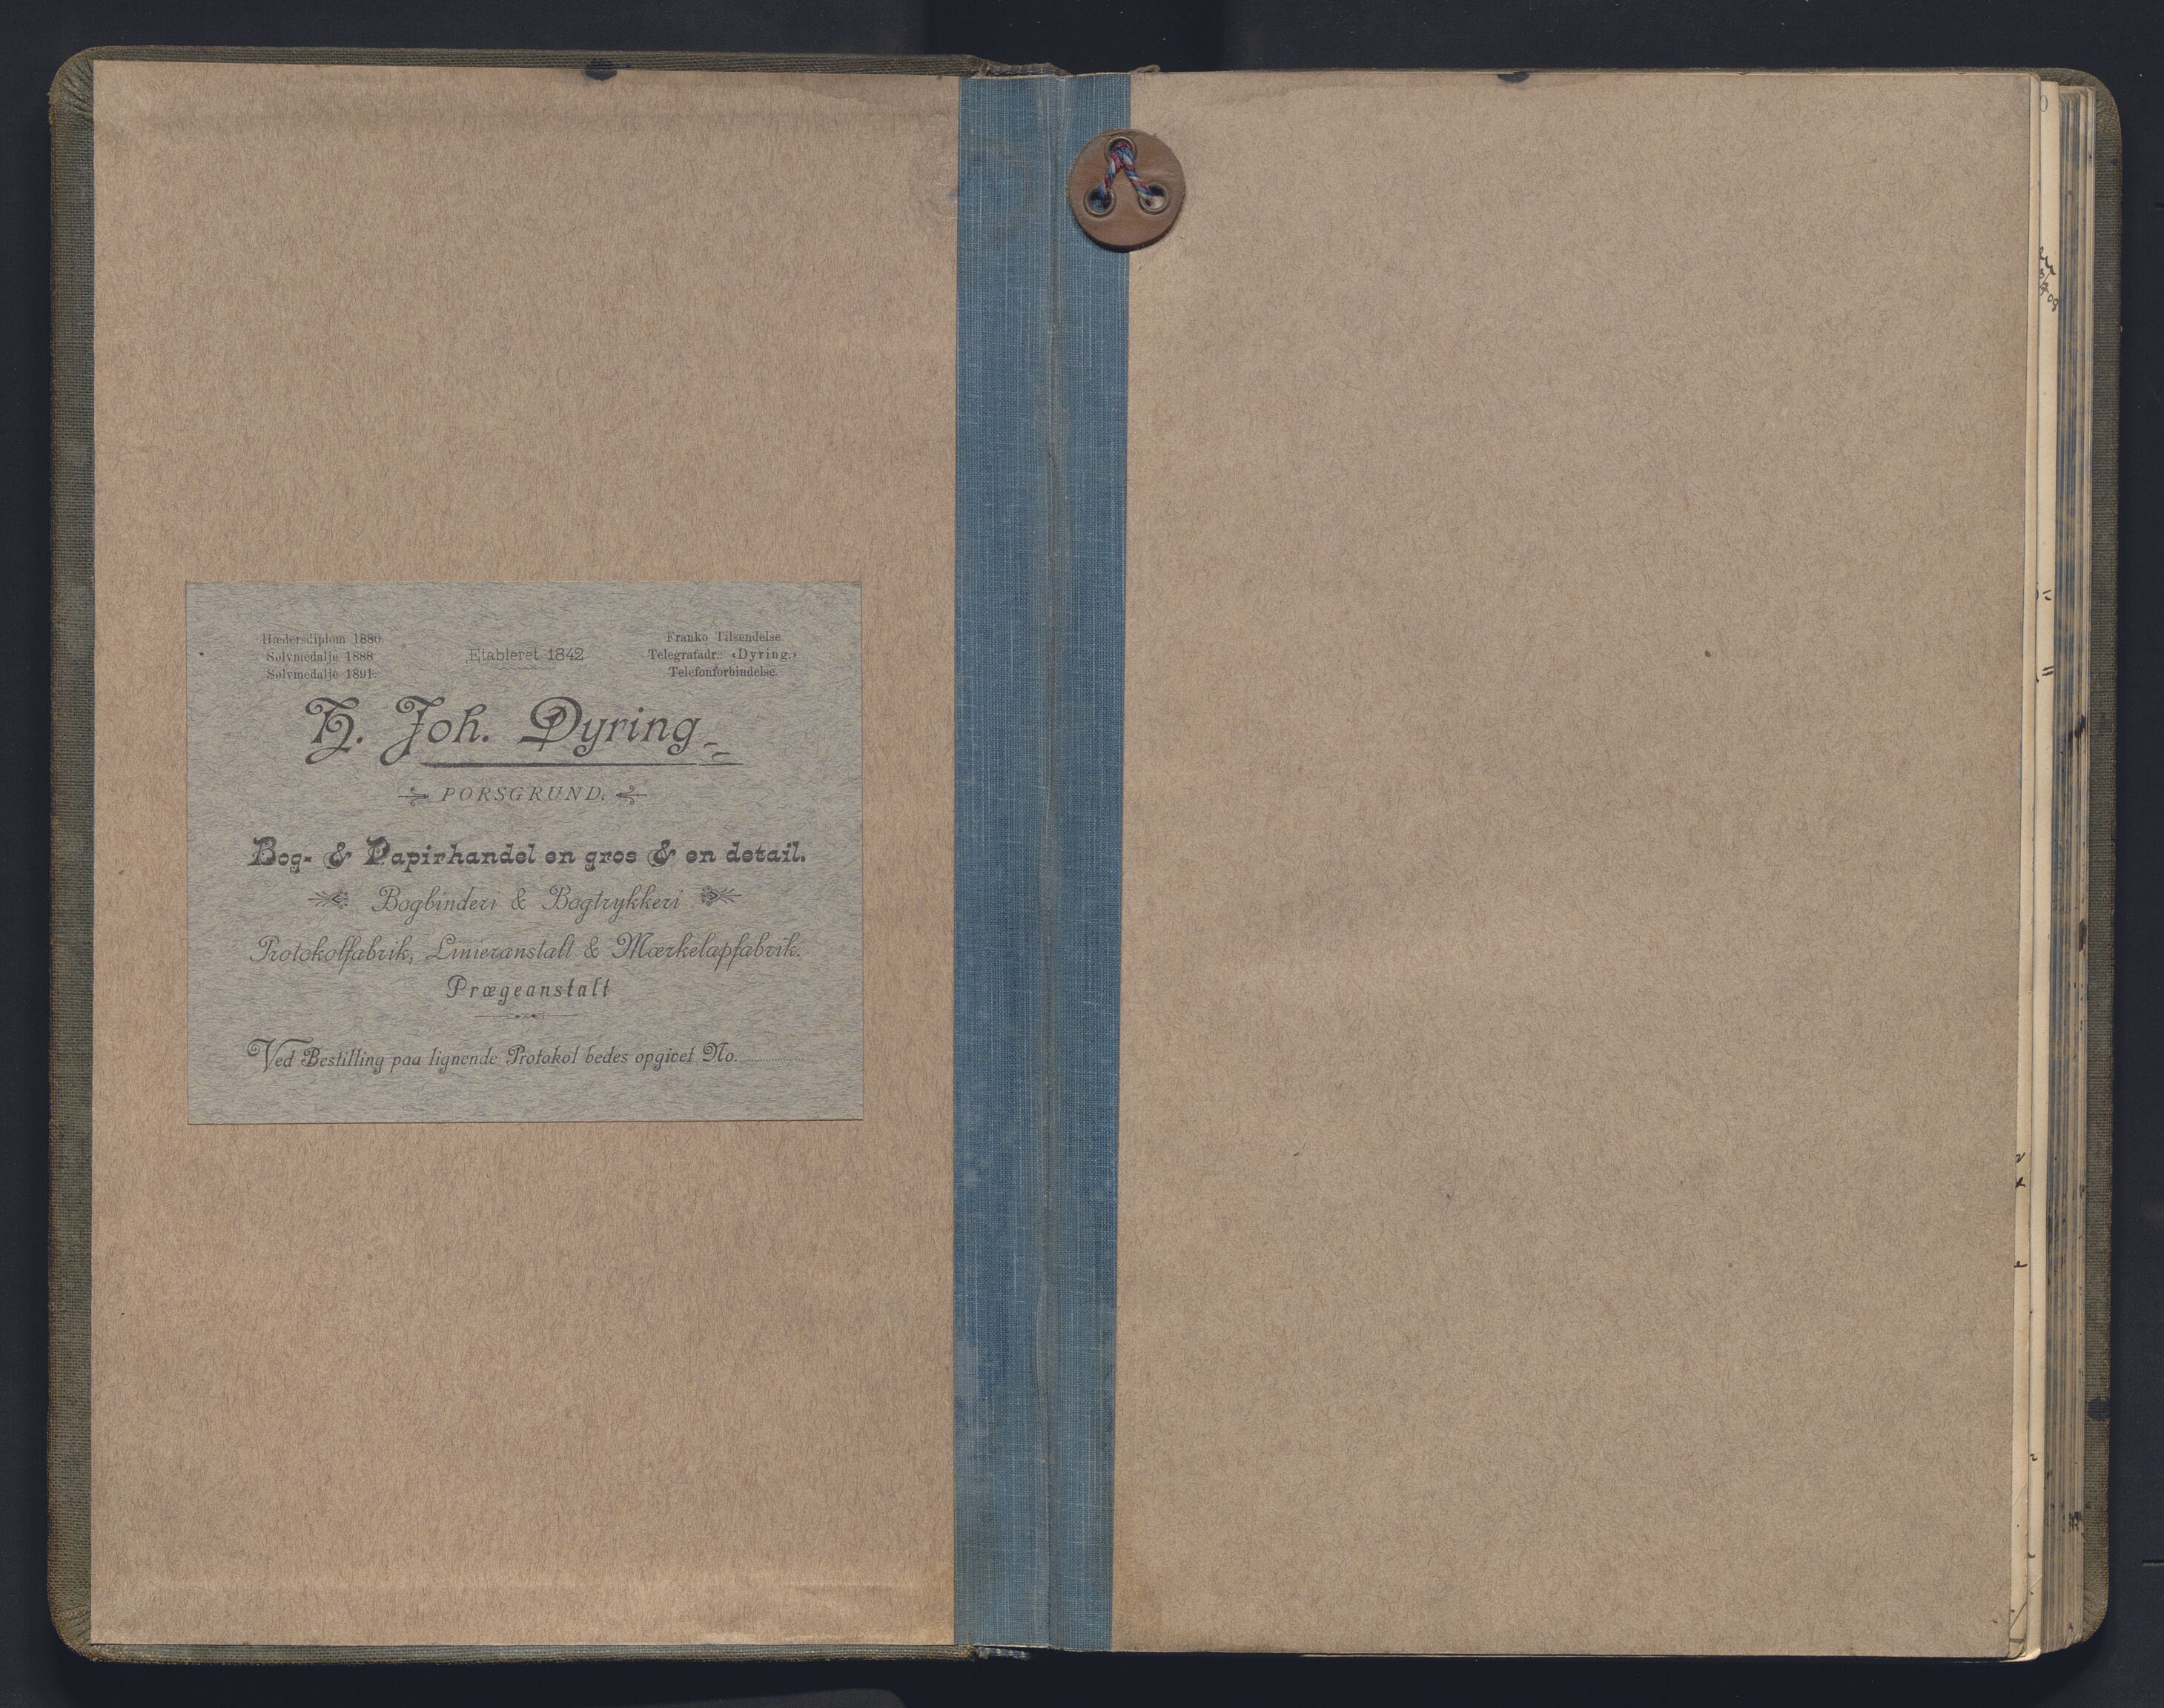 Hædersdiplom 1880.
Sølvmedalje 1888
Sølvmedalje 1891.
Etableret 1842
Franko Tilsendelse.
Telegrafadr.: «Dyring.»
Telefonforbindelse.
H. Joh. Dyring
PORSGRUND.
Bog- & Papirhandel en gros & en detail.
Bogbinderi & Bogtrykkeri
Protokolfabrik, Linieranstalt & Mærkelapfabrik.
Prægeanstalt
Ved Bestilling paa lignende Protokol bedes opgivet No.